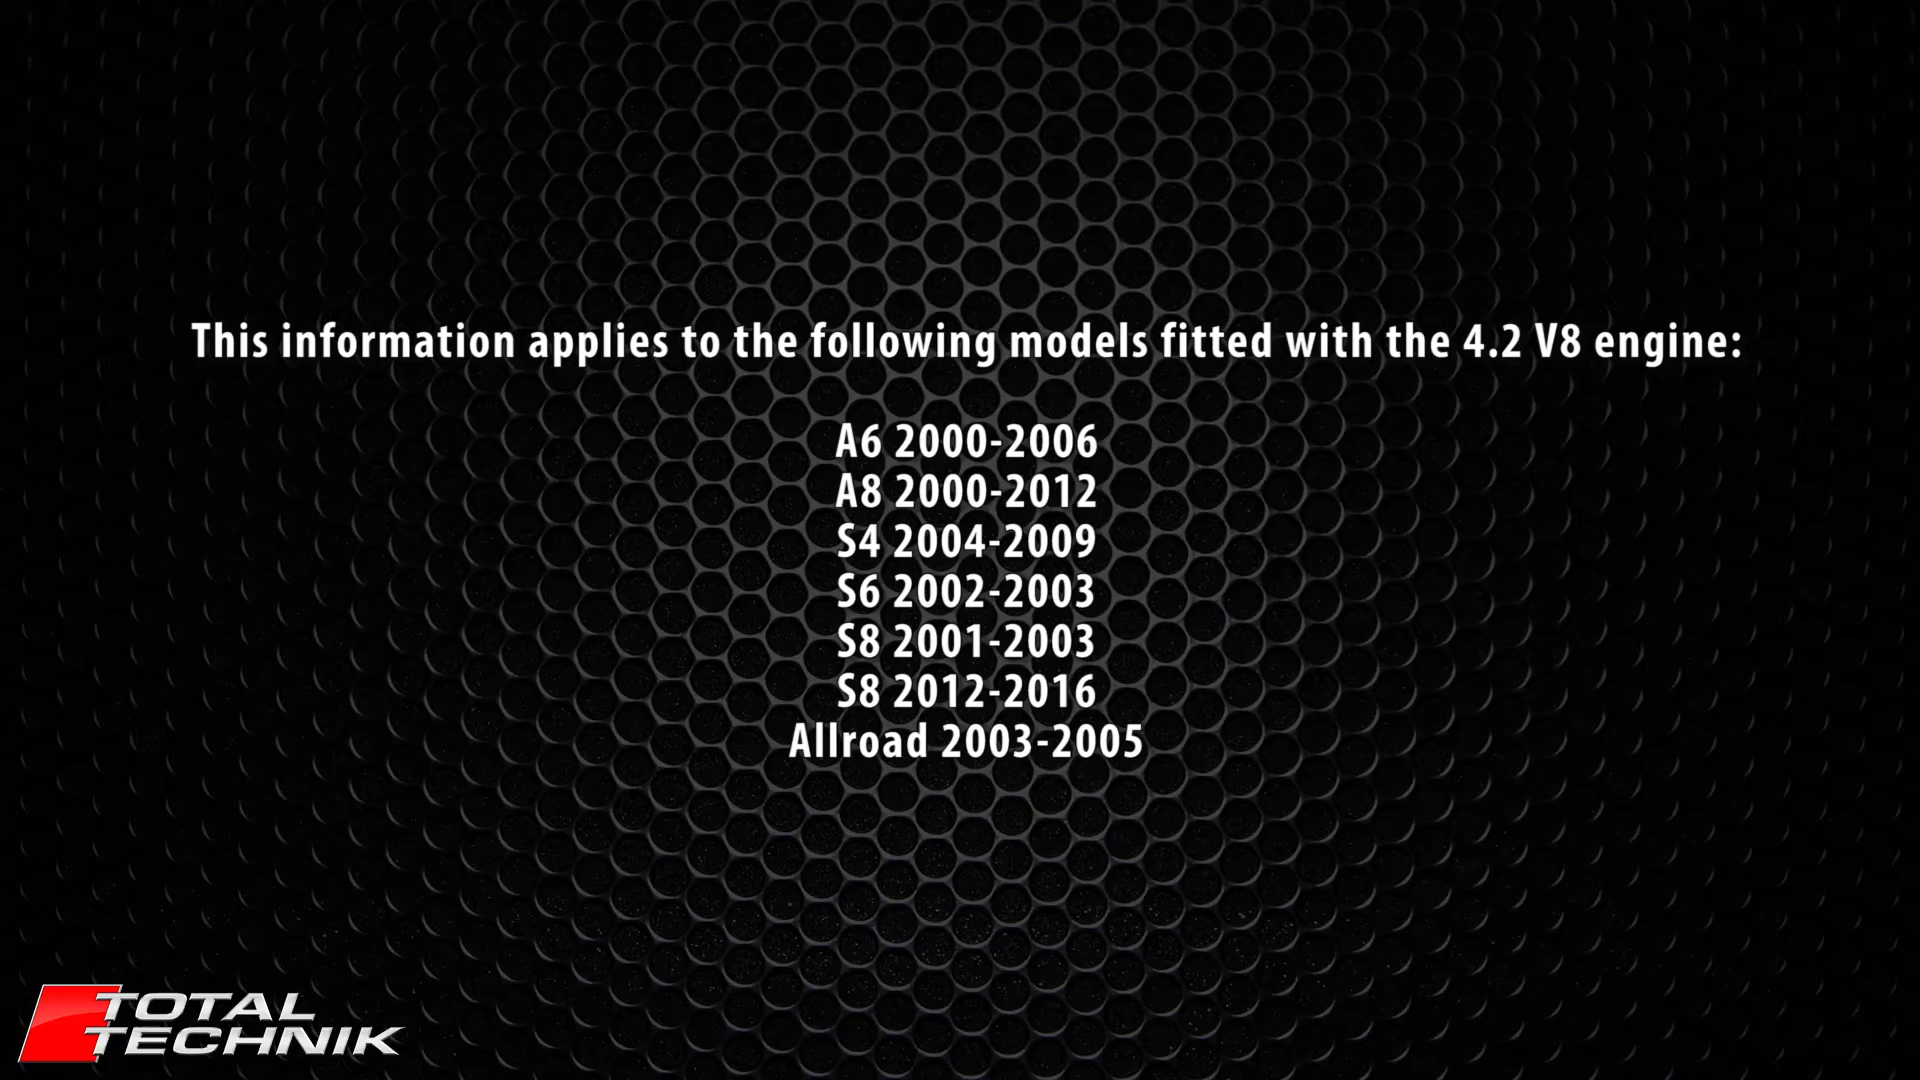 This information applies to the following models fitted with the 4.2 V8 engine:
A6 2000-2006
A8 2000-2012
S4 2004-2009
S6 2002-2003
S8 2001-2003
S8 2012-2016
Allroad 2003-2005
TOTAL
TECHNIK